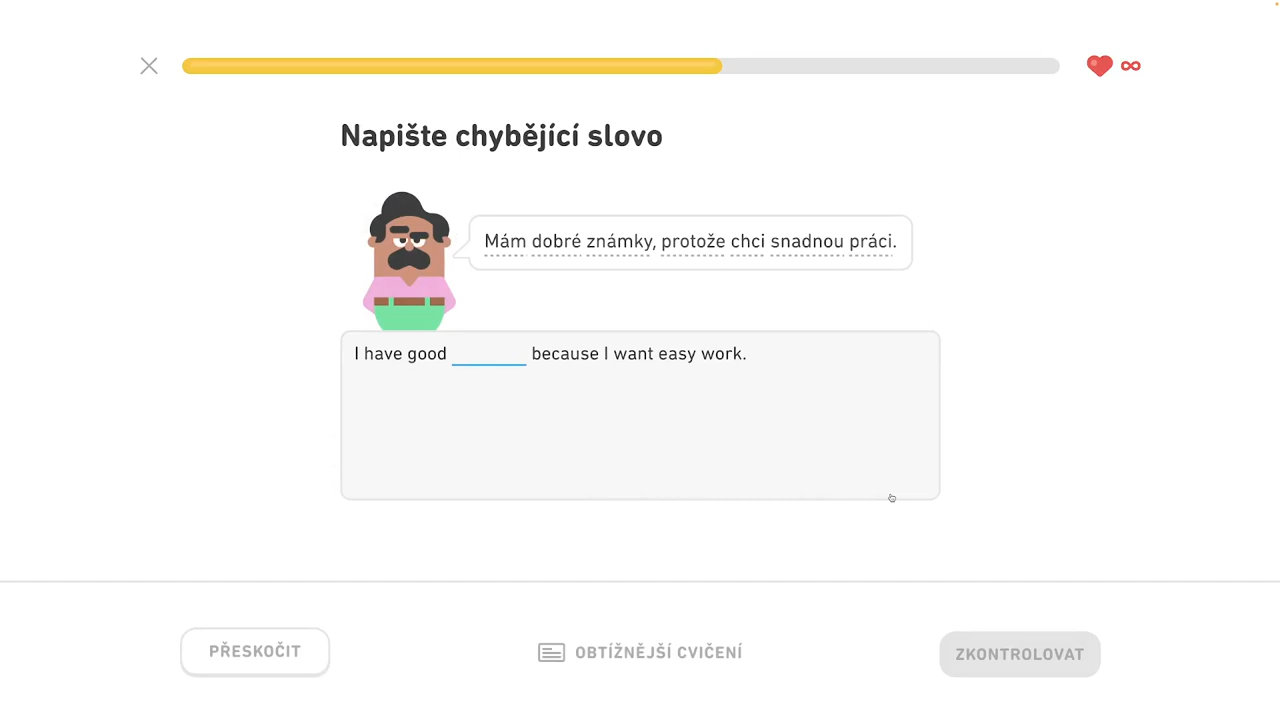 Napište chybějící slovo
Mám dobré známky, protože chci snadnou práci.
I have good ________ because I want easy work.
PŘESKOČIT
OBTÍŽNĚJŠÍ CVIČENÍ
ZKONTROLOVAT